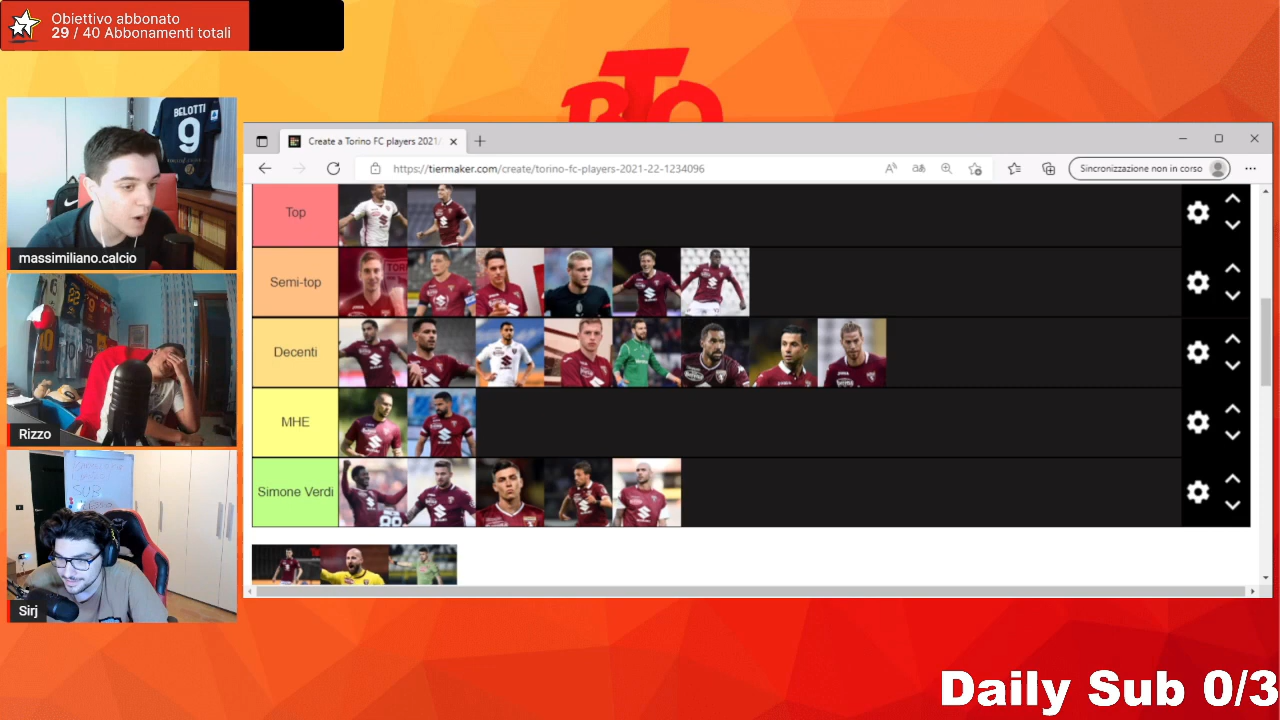 Obiettivo abbonato
29 / 40 Abbonamenti totali
BELOTTI
9
massimiliano.calcio
Rizzo
SUB
Sirj
Create a Torino FC players 2021/
https://tiermaker.com/create/torino-fc-players-2021-22-1234096
Sincronizzazione non in corso
Top
Semi-top
Decenti
MHE
Simone Verdi
Daily Sub 0/3